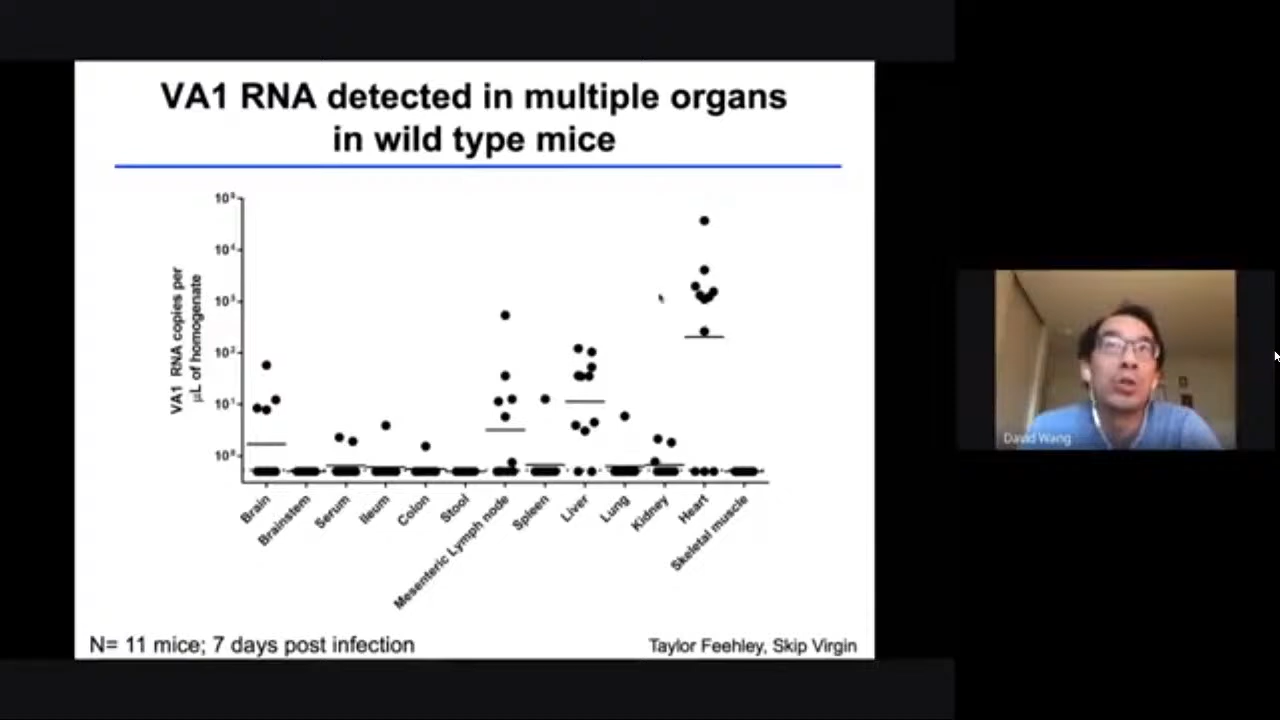 VA1 RNA detected in multiple organs
in wild type mice
VA1 RNA copies per
μL of homogenate
10⁵
10⁴
10³
10²
10¹
10⁰
Brain
Brainstem
Serum
Ileum
Colon
Stool
Mesenteric Lymph node
Spleen
Liver
Lung
Kidney
Heart
Skeletal muscle
N= 11 mice; 7 days post infection
Taylor Feehley, Skip Virgin
David Wang